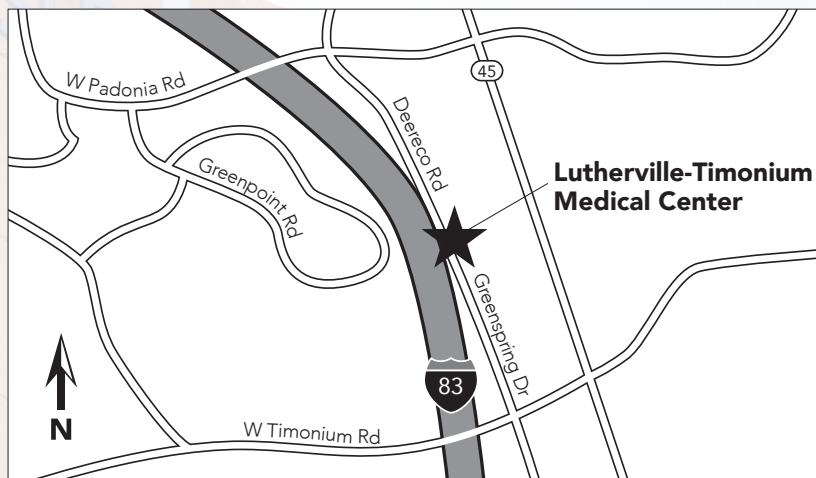 W Padonia Rd
45
Deereco Rd
Greenpoint Rd
Lutherville-Timonium
Medical Center
Greenspring Dr
83
N
W Timonium Rd